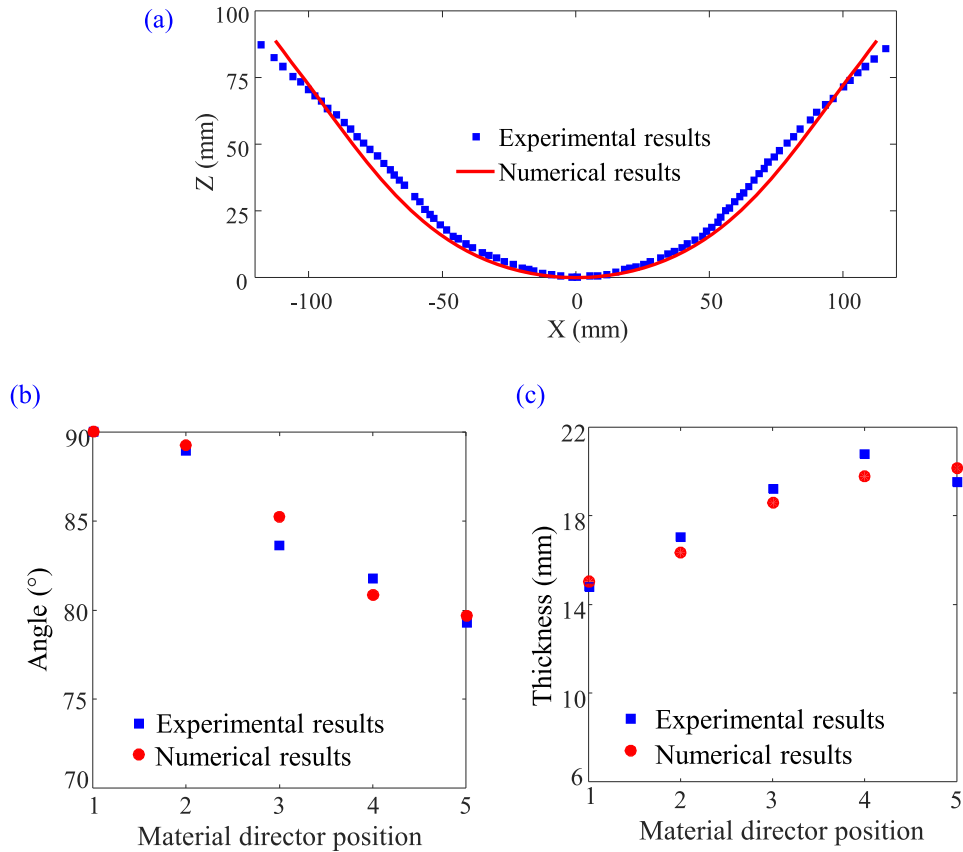 (a)
100
75
50
25
0
Z (mm)
Experimental results
Numerical results
-100 -50 0 50 100
X (mm)
(b)
90
85
80
75
70
Angle (°)
Experimental results
Numerical results
1 2 3 4 5
Material director position
(c)
22
18
14
10
6
Thickness (mm)
Experimental results
Numerical results
1 2 3 4 5
Material director position